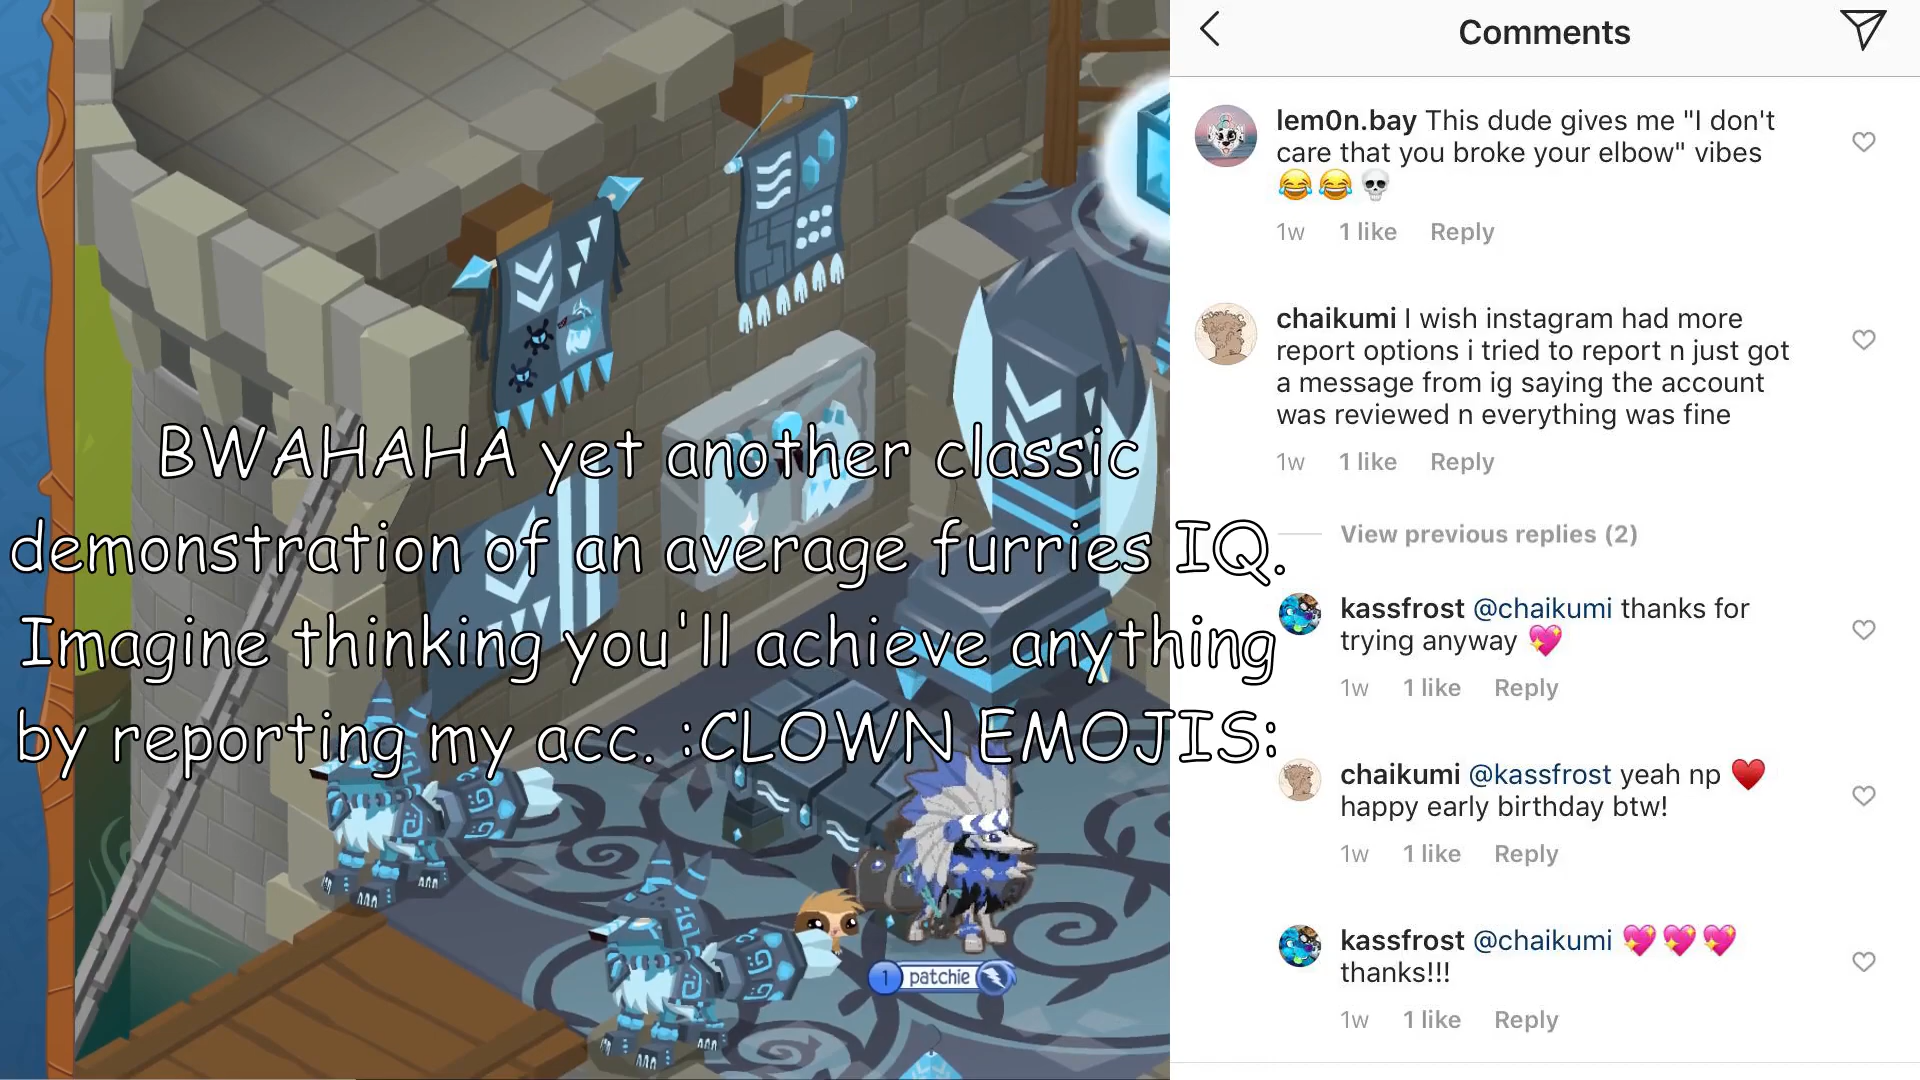 BWAHAHA yet another classic
demonstration of an average furries IQ.
Imagine thinking you'll achieve anything
by reporting my acc. :CLOWN EMOJIS:
1 patchie
Comments
lem0n.bay This dude gives me "I don't
care that you broke your elbow" vibes
😂😂💀
1w 1 like Reply
chaikumi I wish instagram had more
report options i tried to report n just got
a message from ig saying the account
was reviewed n everything was fine
1w 1 like Reply
View previous replies (2)
kassfrost @chaikumi thanks for
trying anyway 💖
1w 1 like Reply
chaikumi @kassfrost yeah np ♥️
happy early birthday btw!
1w 1 like Reply
kassfrost @chaikumi 💖💖💖
thanks!!!
1w 1 like Reply